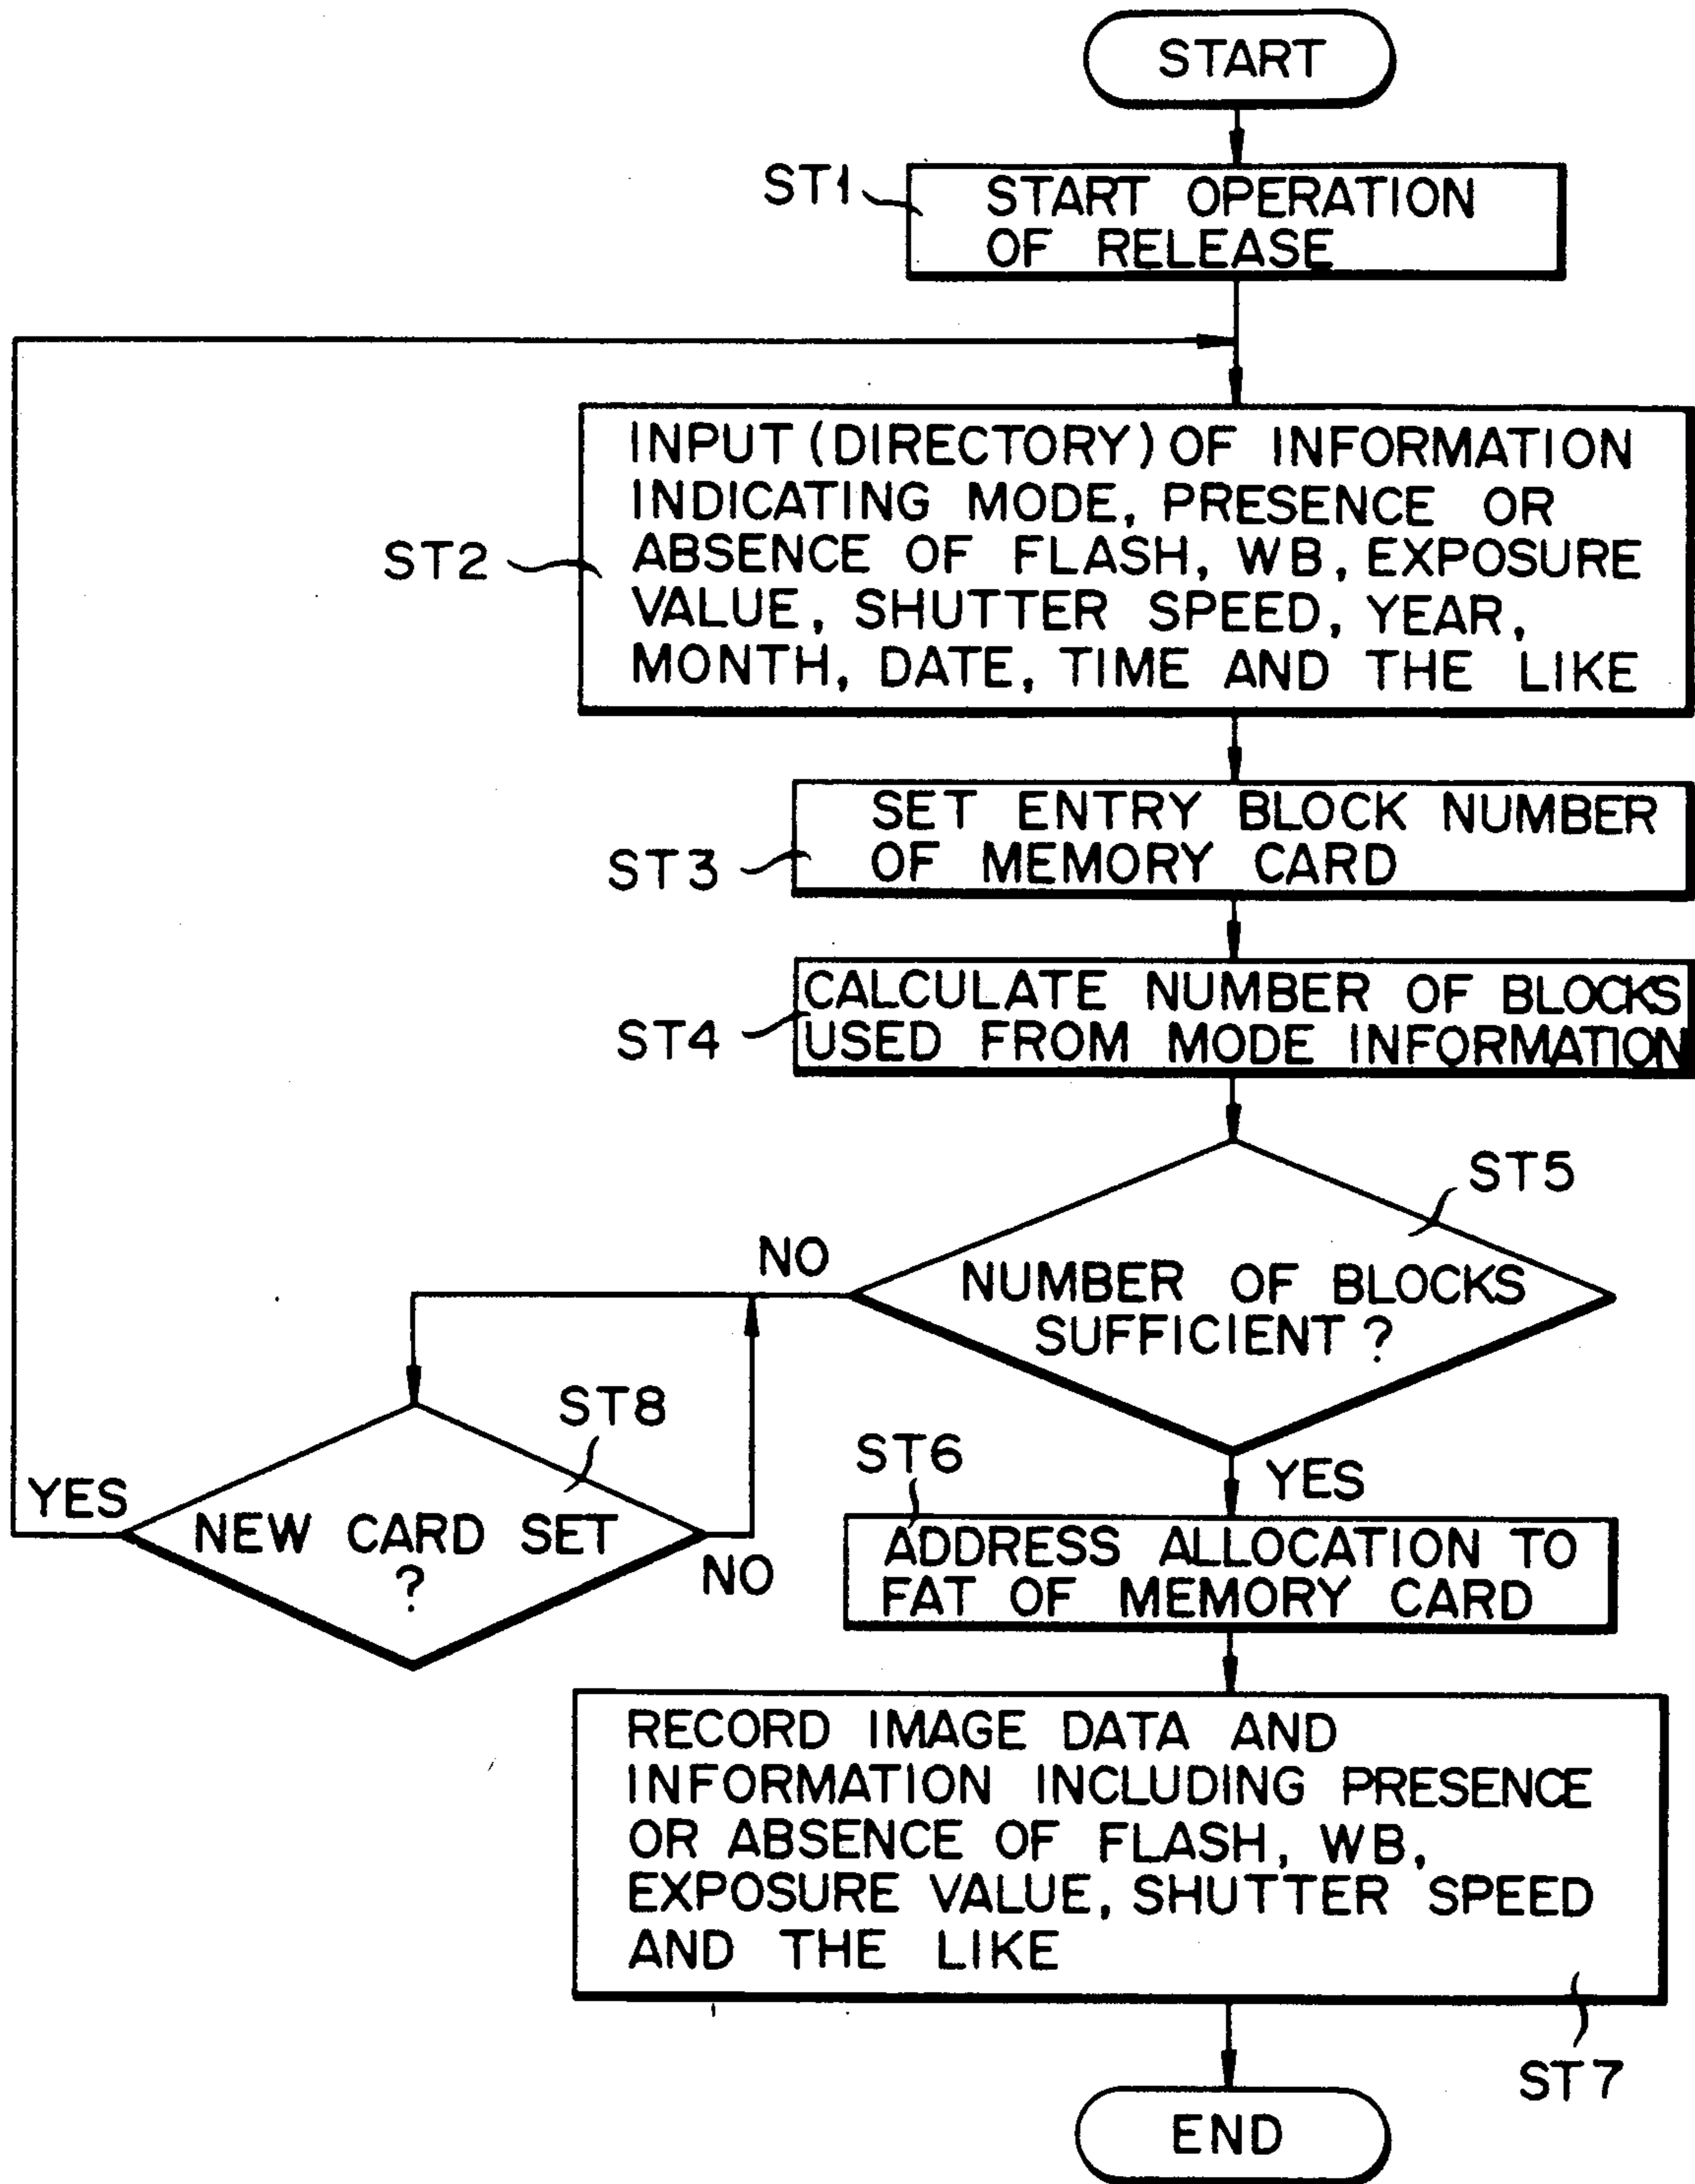 START
ST1
START OPERATION
OF RELEASE
INPUT (DIRECTORY) OF INFORMATION
INDICATING MODE, PRESENCE OR
ABSENCE OF FLASH, WB, EXPOSURE
VALUE, SHUTTER SPEED, YEAR,
MONTH, DATE, TIME AND THE LIKE
ST2
SET ENTRY BLOCK NUMBER
OF MEMORY CARD
ST3
CALCULATE NUMBER OF BLOCKS
USED FROM MODE INFORMATION
ST4
ST5
NO
NUMBER OF BLOCKS
SUFFICIENT ?
ST8
YES
NEW CARD SET
?
NO
ST6
YES
ADDRESS ALLOCATION TO
FAT OF MEMORY CARD
RECORD IMAGE DATA AND
INFORMATION INCLUDING PRESENCE
OR ABSENCE OF FLASH, WB,
EXPOSURE VALUE, SHUTTER SPEED
AND THE LIKE
ST7
END